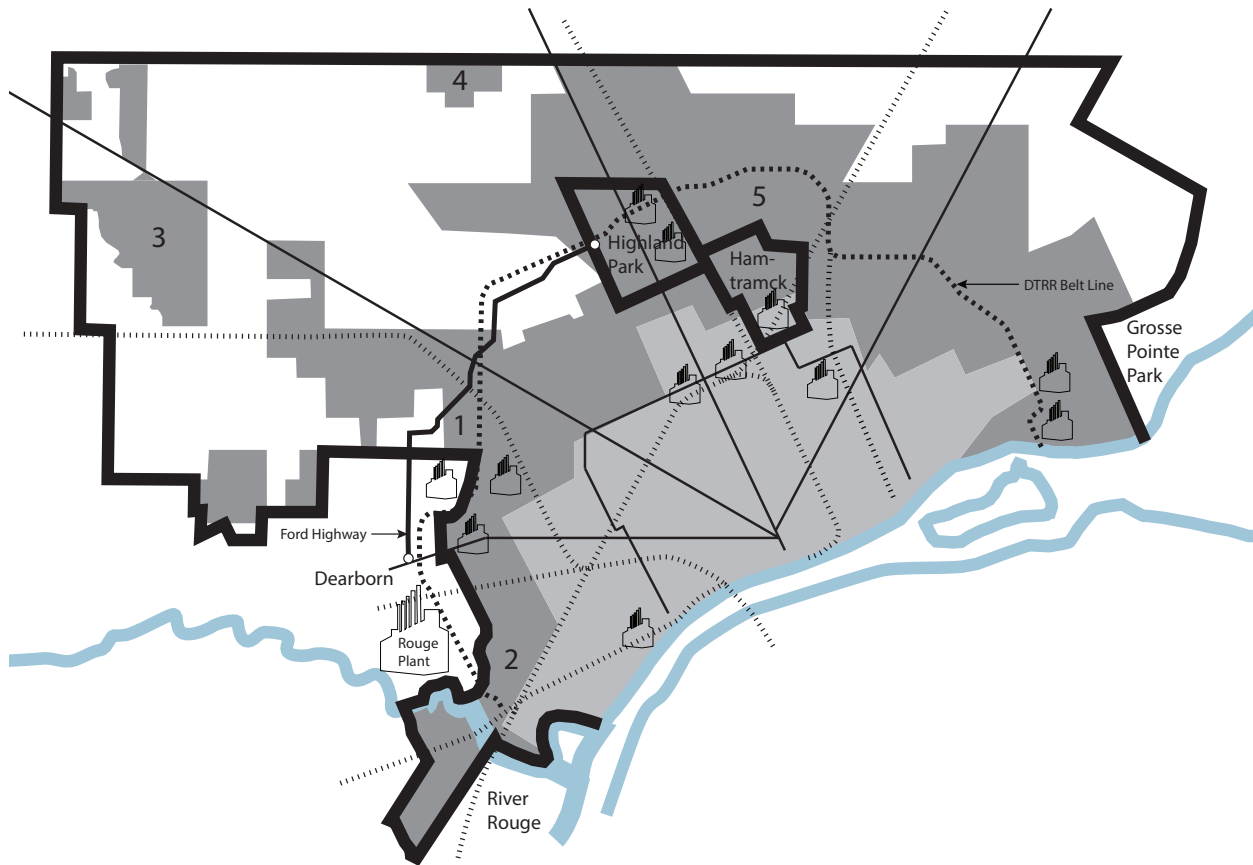 4
3
5
Highland
Park
Ham-
tramck
DTRR Belt Line
Grosse
Pointe
Park
1
Ford Highway
Dearborn
Rouge
Plant
2
River
Rouge